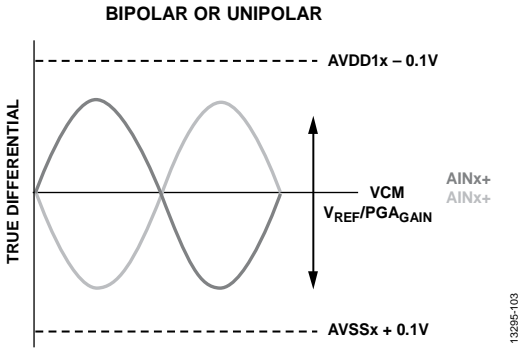 BIPOLAR OR UNIPOLAR
AVDD1x – 0.1V
TRUE DIFFERENTIAL
VCM
VREF/PGAGAIN
AINx+
AINx+
AVSSx + 0.1V
13295-103